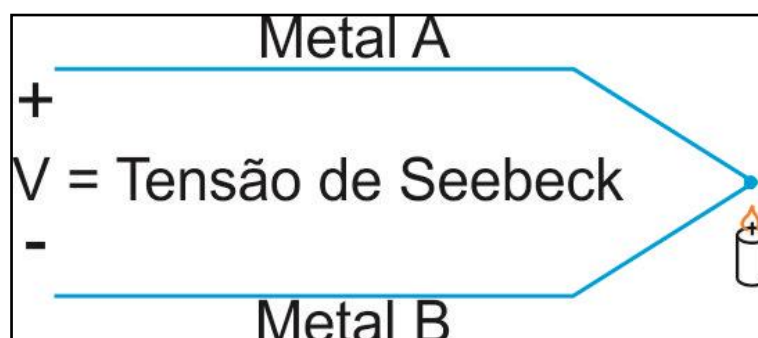 Metal A
+
V = Tensão de Seebeck
-
Metal B
+